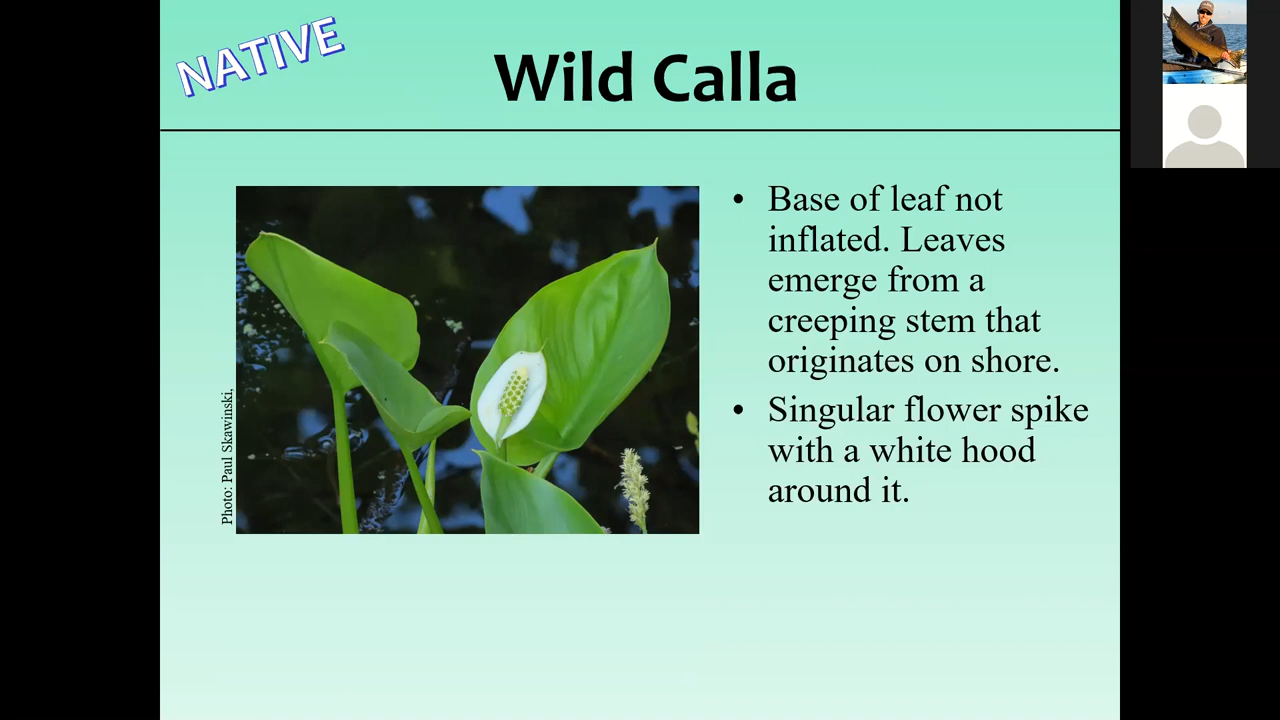 NATIVE
Wild Calla
• Base of leaf not
inflated. Leaves
emerge from a
creeping stem that
originates on shore.
• Singular flower spike
with a white hood
around it.
Photo: Paul Skawinski,